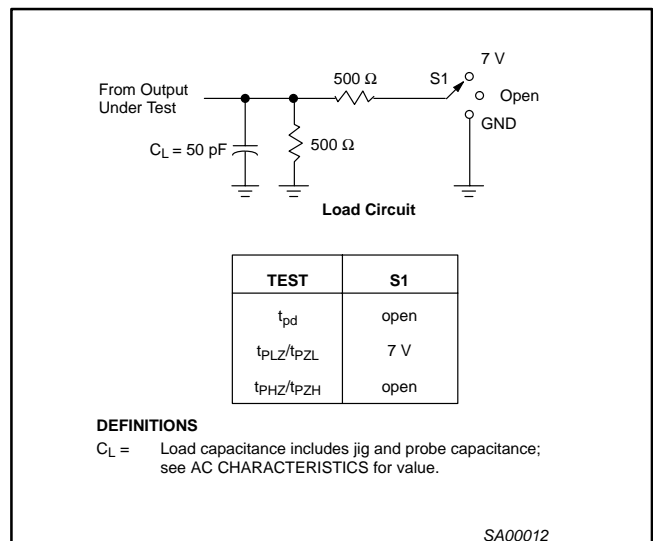 7 V
500 Ω
S1
From Output
Under Test
Open
GND
C_L = 50 pF
500 Ω
Load Circuit
TEST S1
t_pd open
t_PLZ/t_PZL 7 V
t_PHZ/t_PZH open
DEFINITIONS
C_L = Load capacitance includes jig and probe capacitance;
see AC CHARACTERISTICS for value.
SA00012